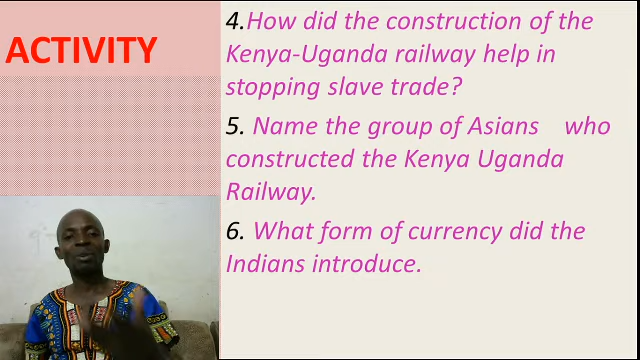 ACTIVITY
4.How did the construction of the
Kenya-Uganda railway help in
stopping slave trade?
5. Name the group of Asians who
constructed the Kenya Uganda
Railway.
6. What form of currency did the
Indians introduce.